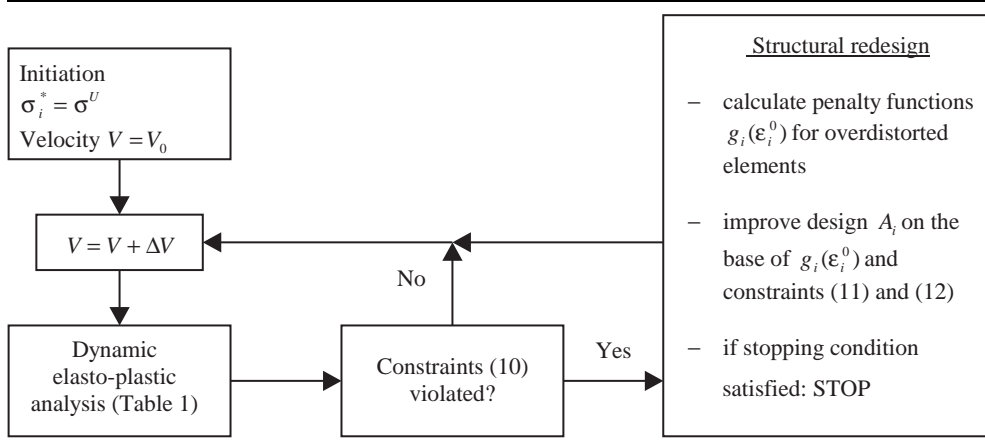 Initiation
σ_i^* = σ^U
Velocity V = V_0
V = V + ΔV
Dynamic
elasto-plastic
analysis (Table 1)
No
Constraints (10)
violated?
Yes
Structural redesign
– calculate penalty functions
g_i(ε_i^0) for overdistorted
elements
– improve design A_i on the
base of g_i(ε_i^0) and
constraints (11) and (12)
– if stopping condition
satisfied: STOP